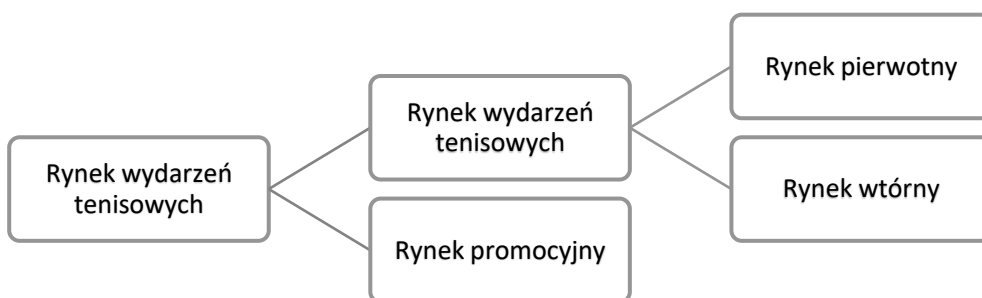 Rynek wydarzeń
tenisowych
Rynek wydarzeń
tenisowych
Rynek promocyjny
Rynek pierwotny
Rynek wtórny